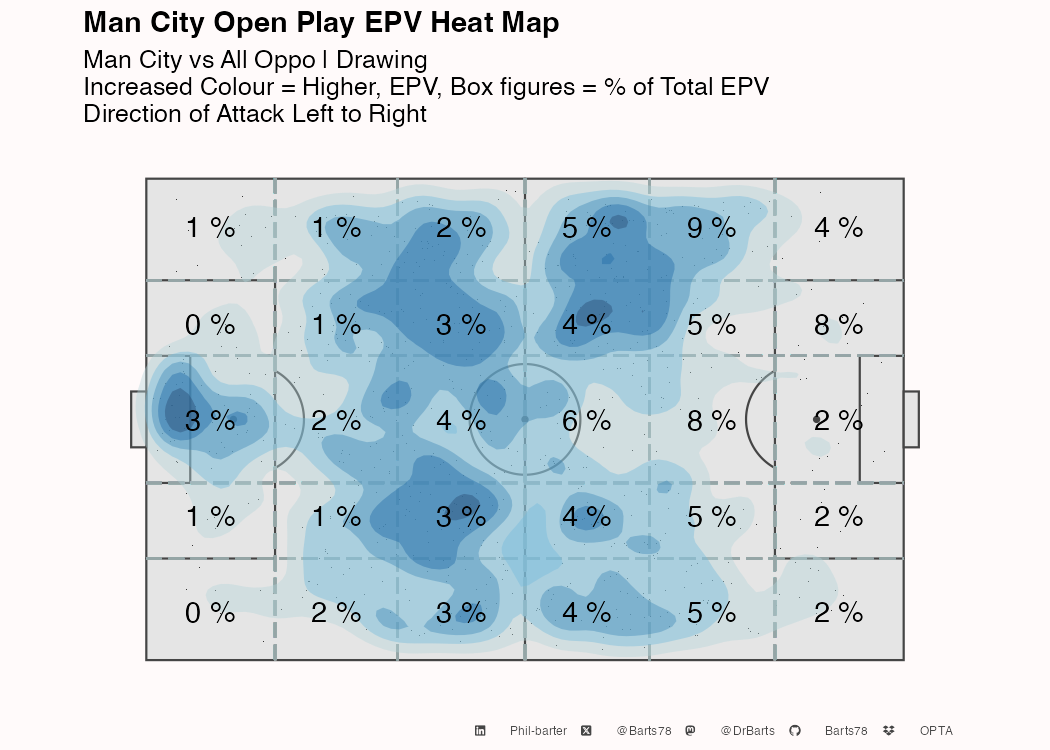 Man City Open Play EPV Heat Map
Man City vs All Oppo | Drawing
Increased Colour = Higher, EPV, Box figures = % of Total EPV
Direction of Attack Left to Right
1 % 1 % 2 % 5 % 9 % 4 %
0 % 1 % 3 % 4 % 5 % 8 %
3 % 2 % 4 % 6 % 8 % 2 %
1 % 1 % 3 % 4 % 5 % 2 %
0 % 2 % 3 % 4 % 5 % 2 %
Phil-barter @Barts78 @DrBarts Barts78 OPTA